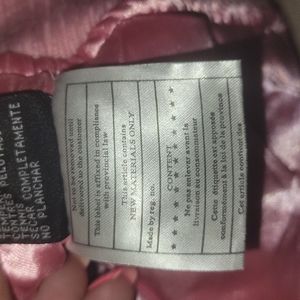 COMPLETAMENTE
NO PLANCHAR
Not to be removed until
delivered to the customer
This label is affixed in compliance
with provincial law
This article contains
NEW MATERIALS ONLY
Made by reg. no.
CONTENT
Ne pas enlever avant la
livraison au consommateur
Cette étiquette est apposée
conformément à la loi de la province
Cet article contient des